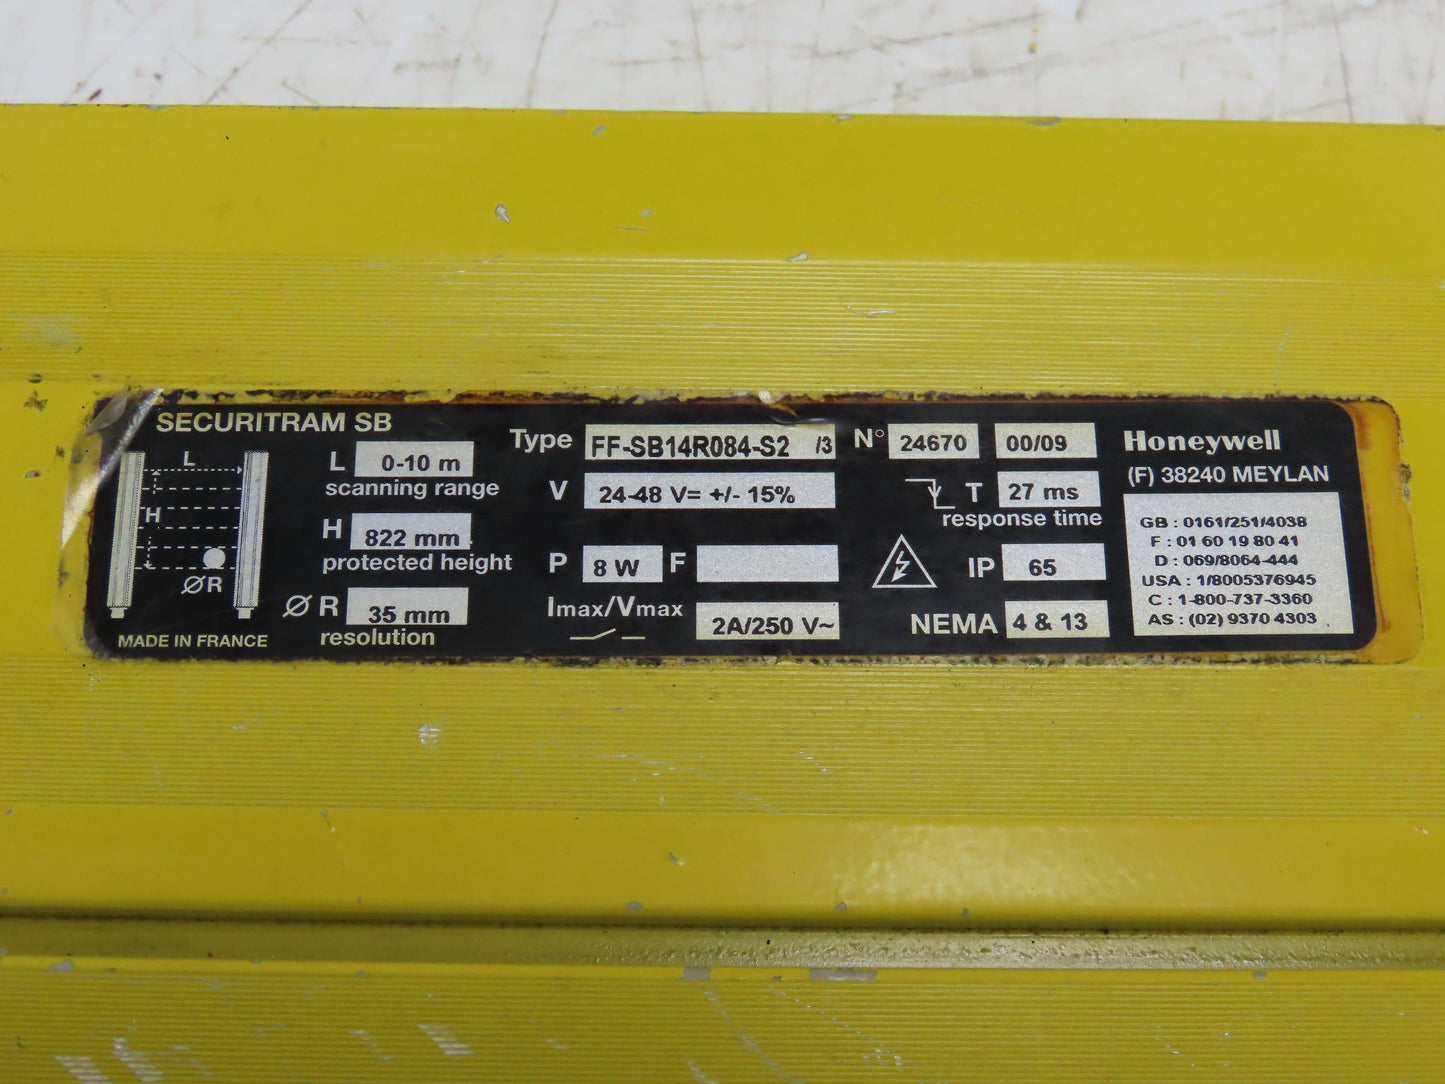 SECURITRAM SB
L
H
ØR
MADE IN FRANCE
L 0-10 m
scanning range
H 822 mm
protected height
Ø R 35 mm
resolution
Type FF-SB14R084-S2 /3
V 24-48 V= +/- 15%
P 8 W F
Imax/Vmax 2A/250 V~
N° 24670 00/09
T 27 ms
response time
IP 65
NEMA 4 & 13
Honeywell
(F) 38240 MEYLAN
GB : 0161/251/4038
F : 01 60 19 80 41
D : 069/8064-444
USA : 1/8005376945
C : 1-800-737-3360
AS : (02) 9370 4303